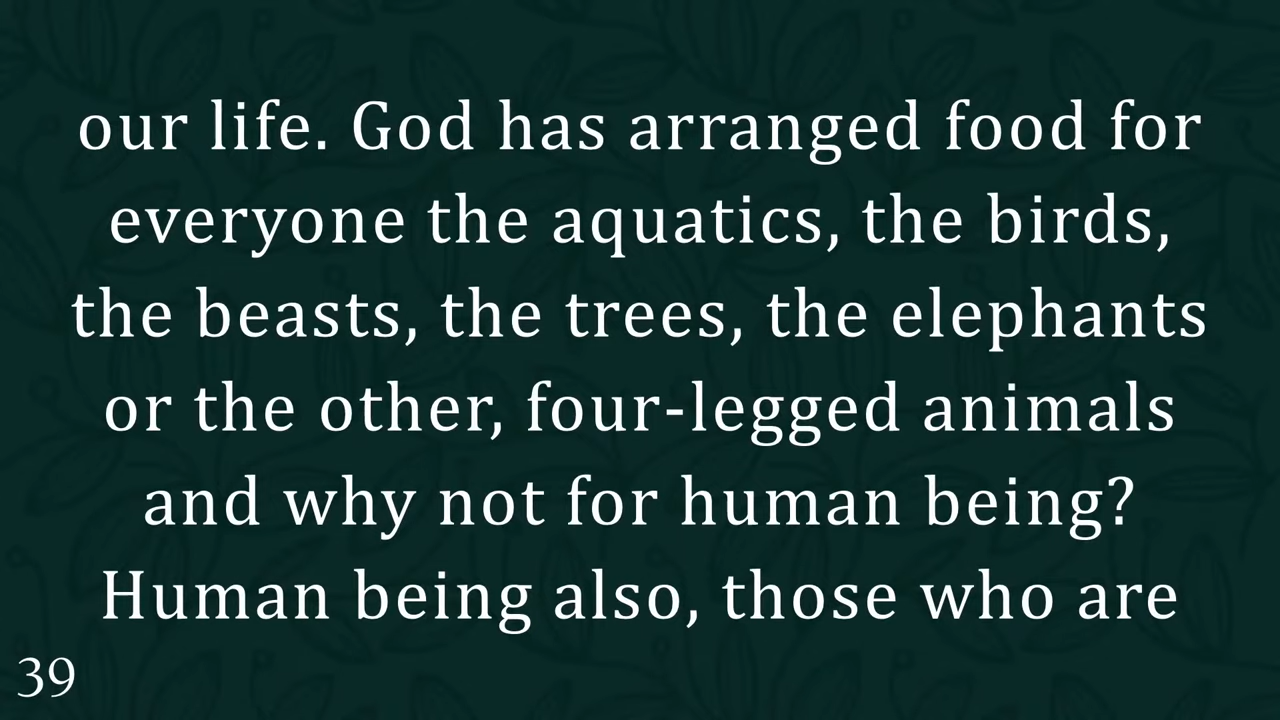 our life. God has arranged food for
everyone the aquatics, the birds,
the beasts, the trees, the elephants
or the other, four-legged animals
and why not for human being?
Human being also, those who are
39